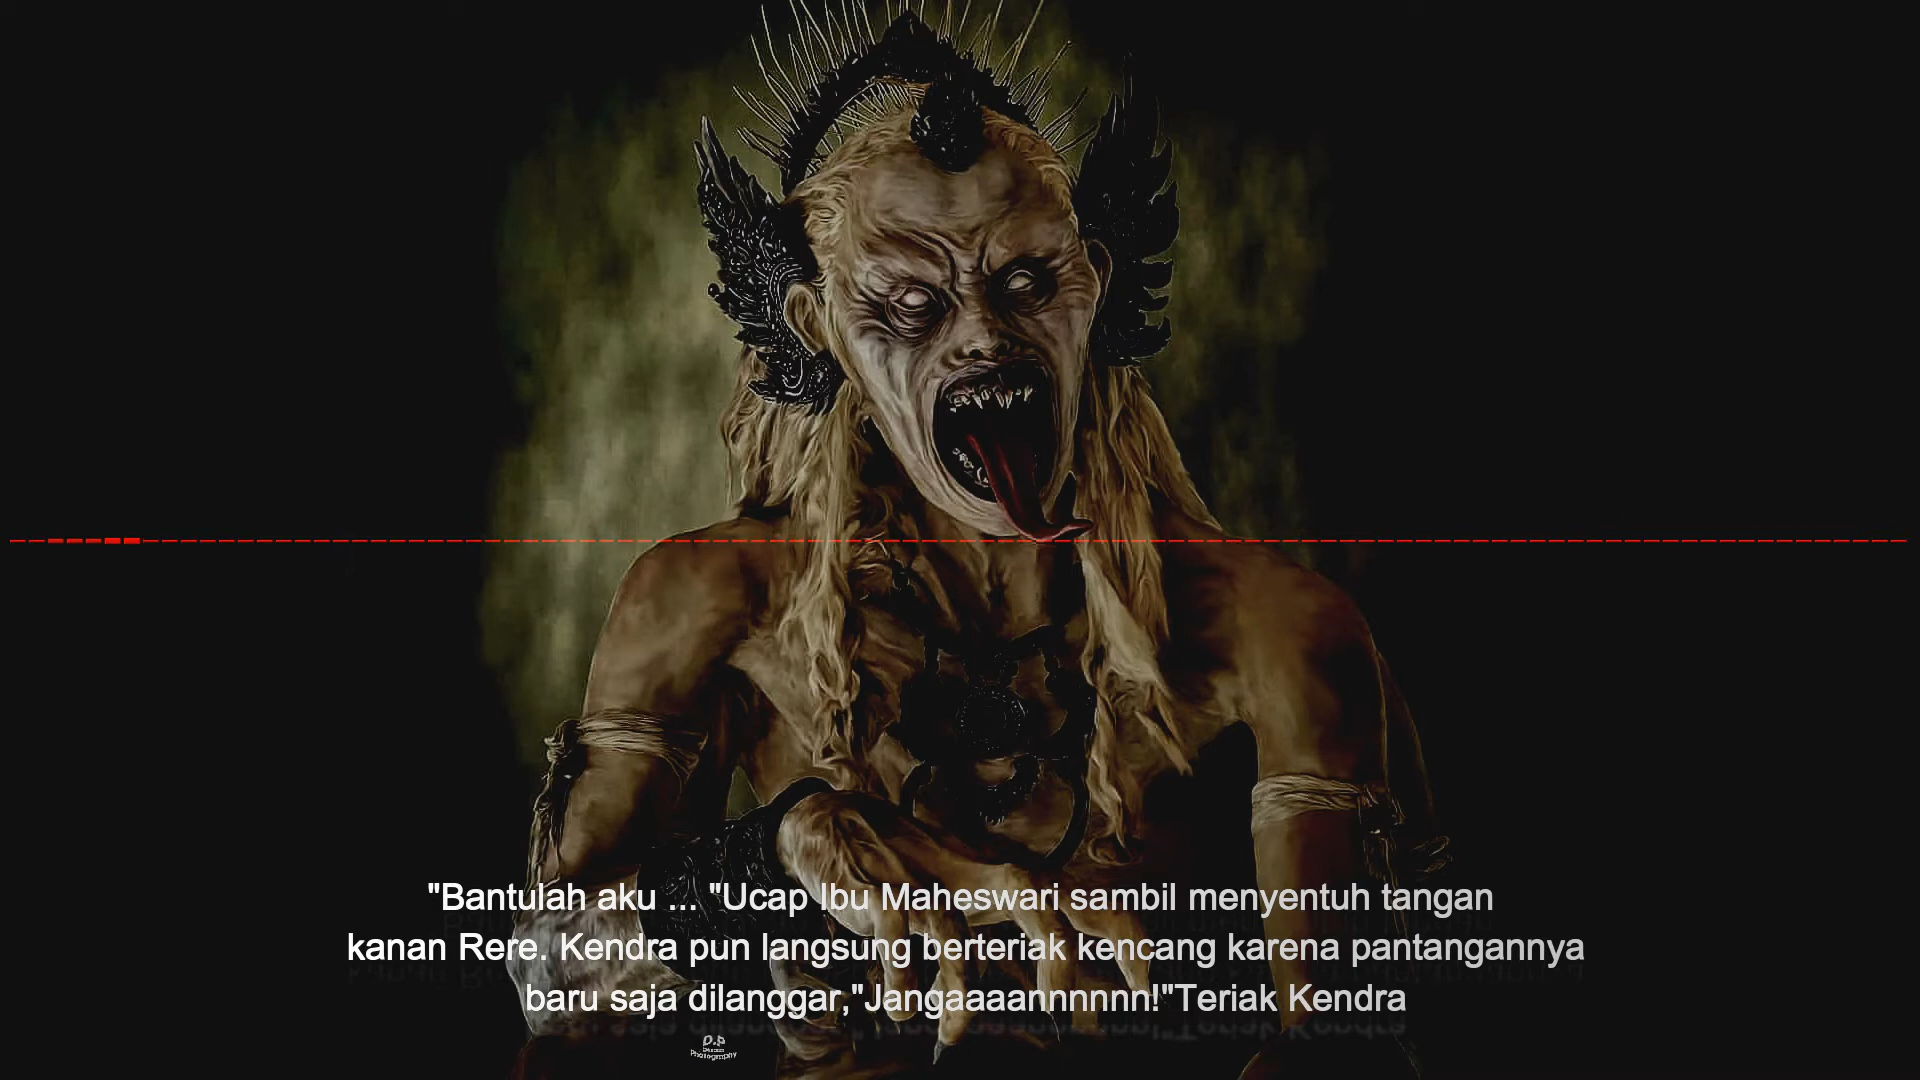 "Bantulah aku ... "Ucap Ibu Maheswari sambil menyentuh tangan
kanan Rere. Kendra pun langsung berteriak kencang karena pantangannya
baru saja dilanggar,"Jangaaaannnnnn!"Teriak Kendra
D.P
Photography